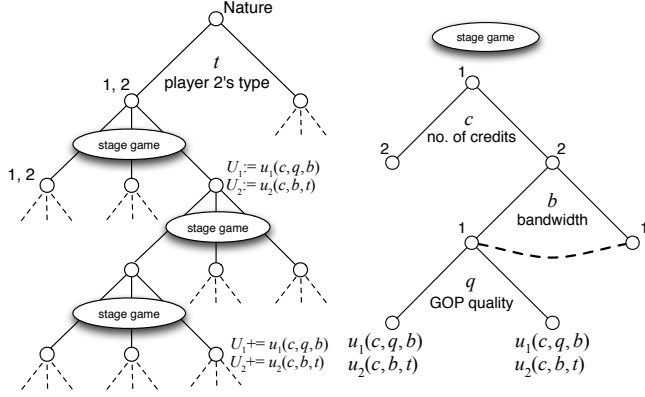 Nature
t
player 2's type
1, 2
stage game
1, 2
U₁:= u₁(c,q,b)
U₂:= u₂(c,b,t)
stage game
stage game
U₁+= u₁(c,q,b)
U₂+= u₂(c,b,t)
stage game
1
c
no. of credits
2
2
b
bandwidth
1
1
q
GOP quality
u₁(c, q, b)
u₂(c, b, t)
u₁(c, q, b)
u₂(c, b, t)